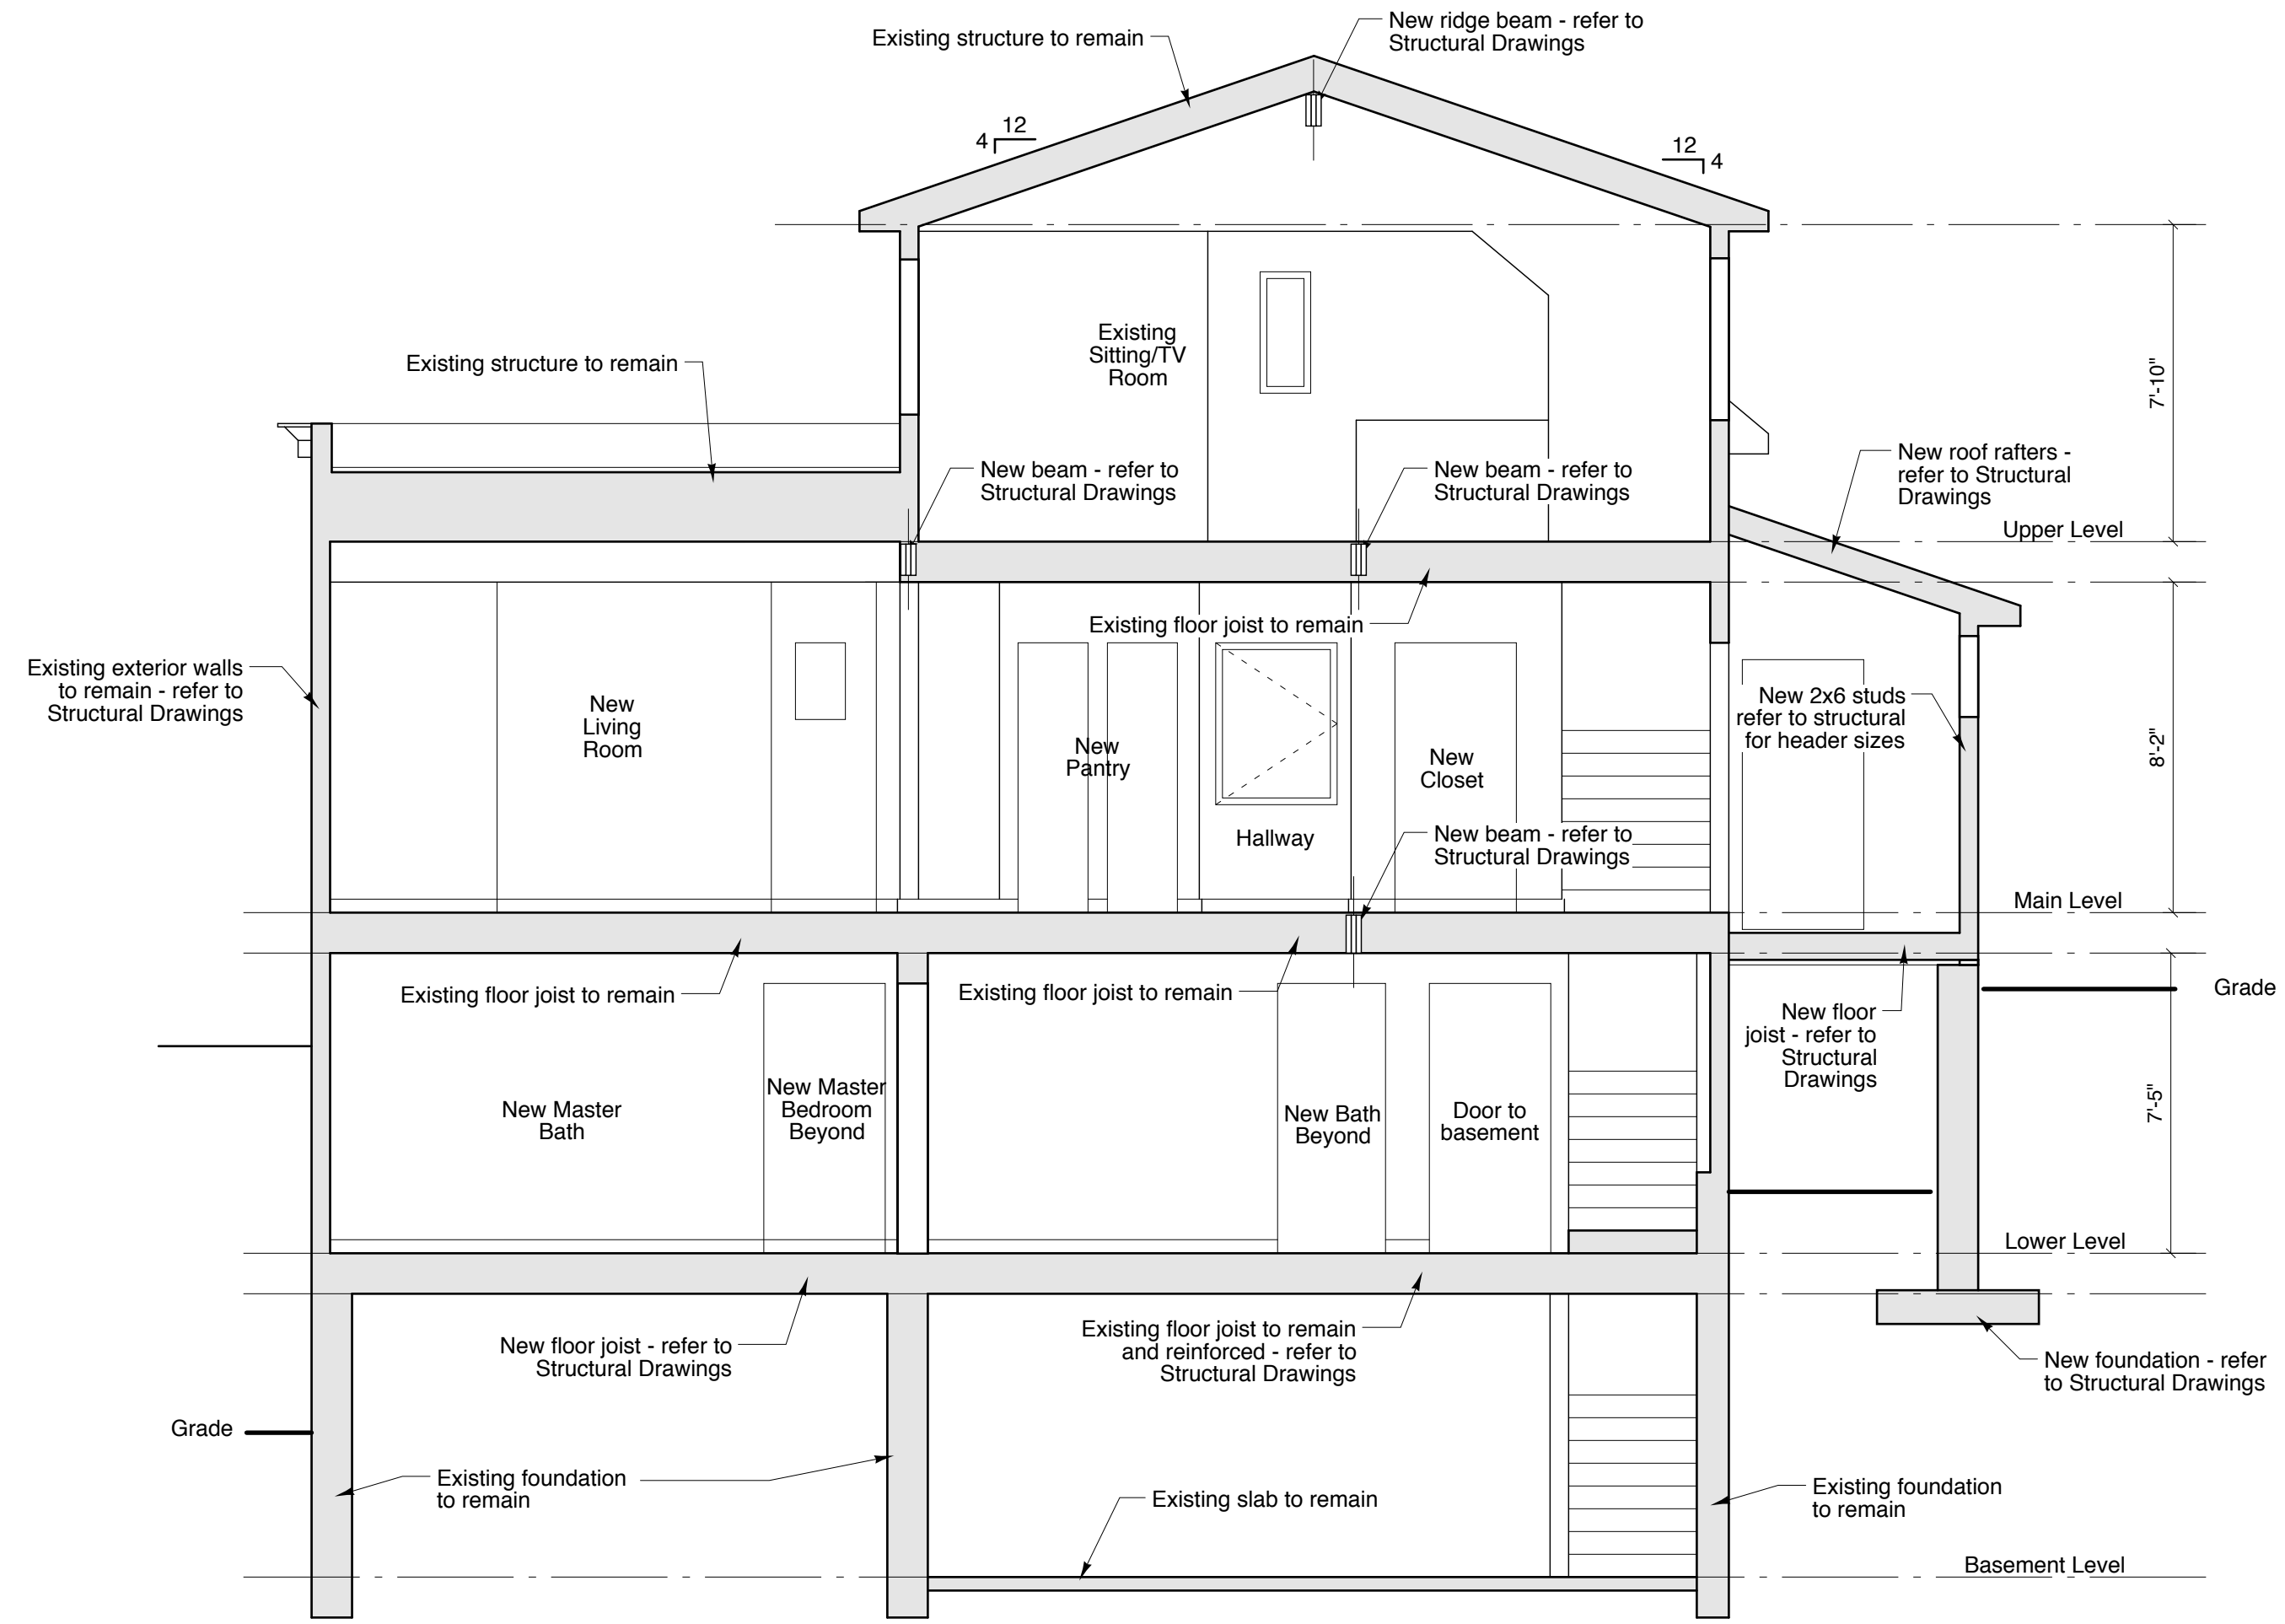 New ridge beam - refer to
Structural Drawings
Existing structure to remain
12
4
12
4
Existing
Sitting/TV
Room
7'-10"
Existing structure to remain
New beam - refer to
Structural Drawings
New beam - refer to
Structural Drawings
New roof rafters -
refer to Structural
Drawings
Upper Level
Existing floor joist to remain
Existing exterior walls
to remain - refer to
Structural Drawings
New
Living
Room
New
Pantry
Hallway
New
Closet
New 2x6 studs
refer to structural
for header sizes
8'-2"
New beam - refer to
Structural Drawings
Main Level
Existing floor joist to remain
Existing floor joist to remain
Grade
New floor
joist - refer to
Structural
Drawings
New Master
Bath
New Master
Bedroom
Beyond
New Bath
Beyond
Door to
basement
7'-5"
Lower Level
New floor joist - refer to
Structural Drawings
Existing floor joist to remain
and reinforced - refer to
Structural Drawings
New foundation - refer
to Structural Drawings
Grade
Existing foundation
to remain
Existing slab to remain
Existing foundation
to remain
Basement Level